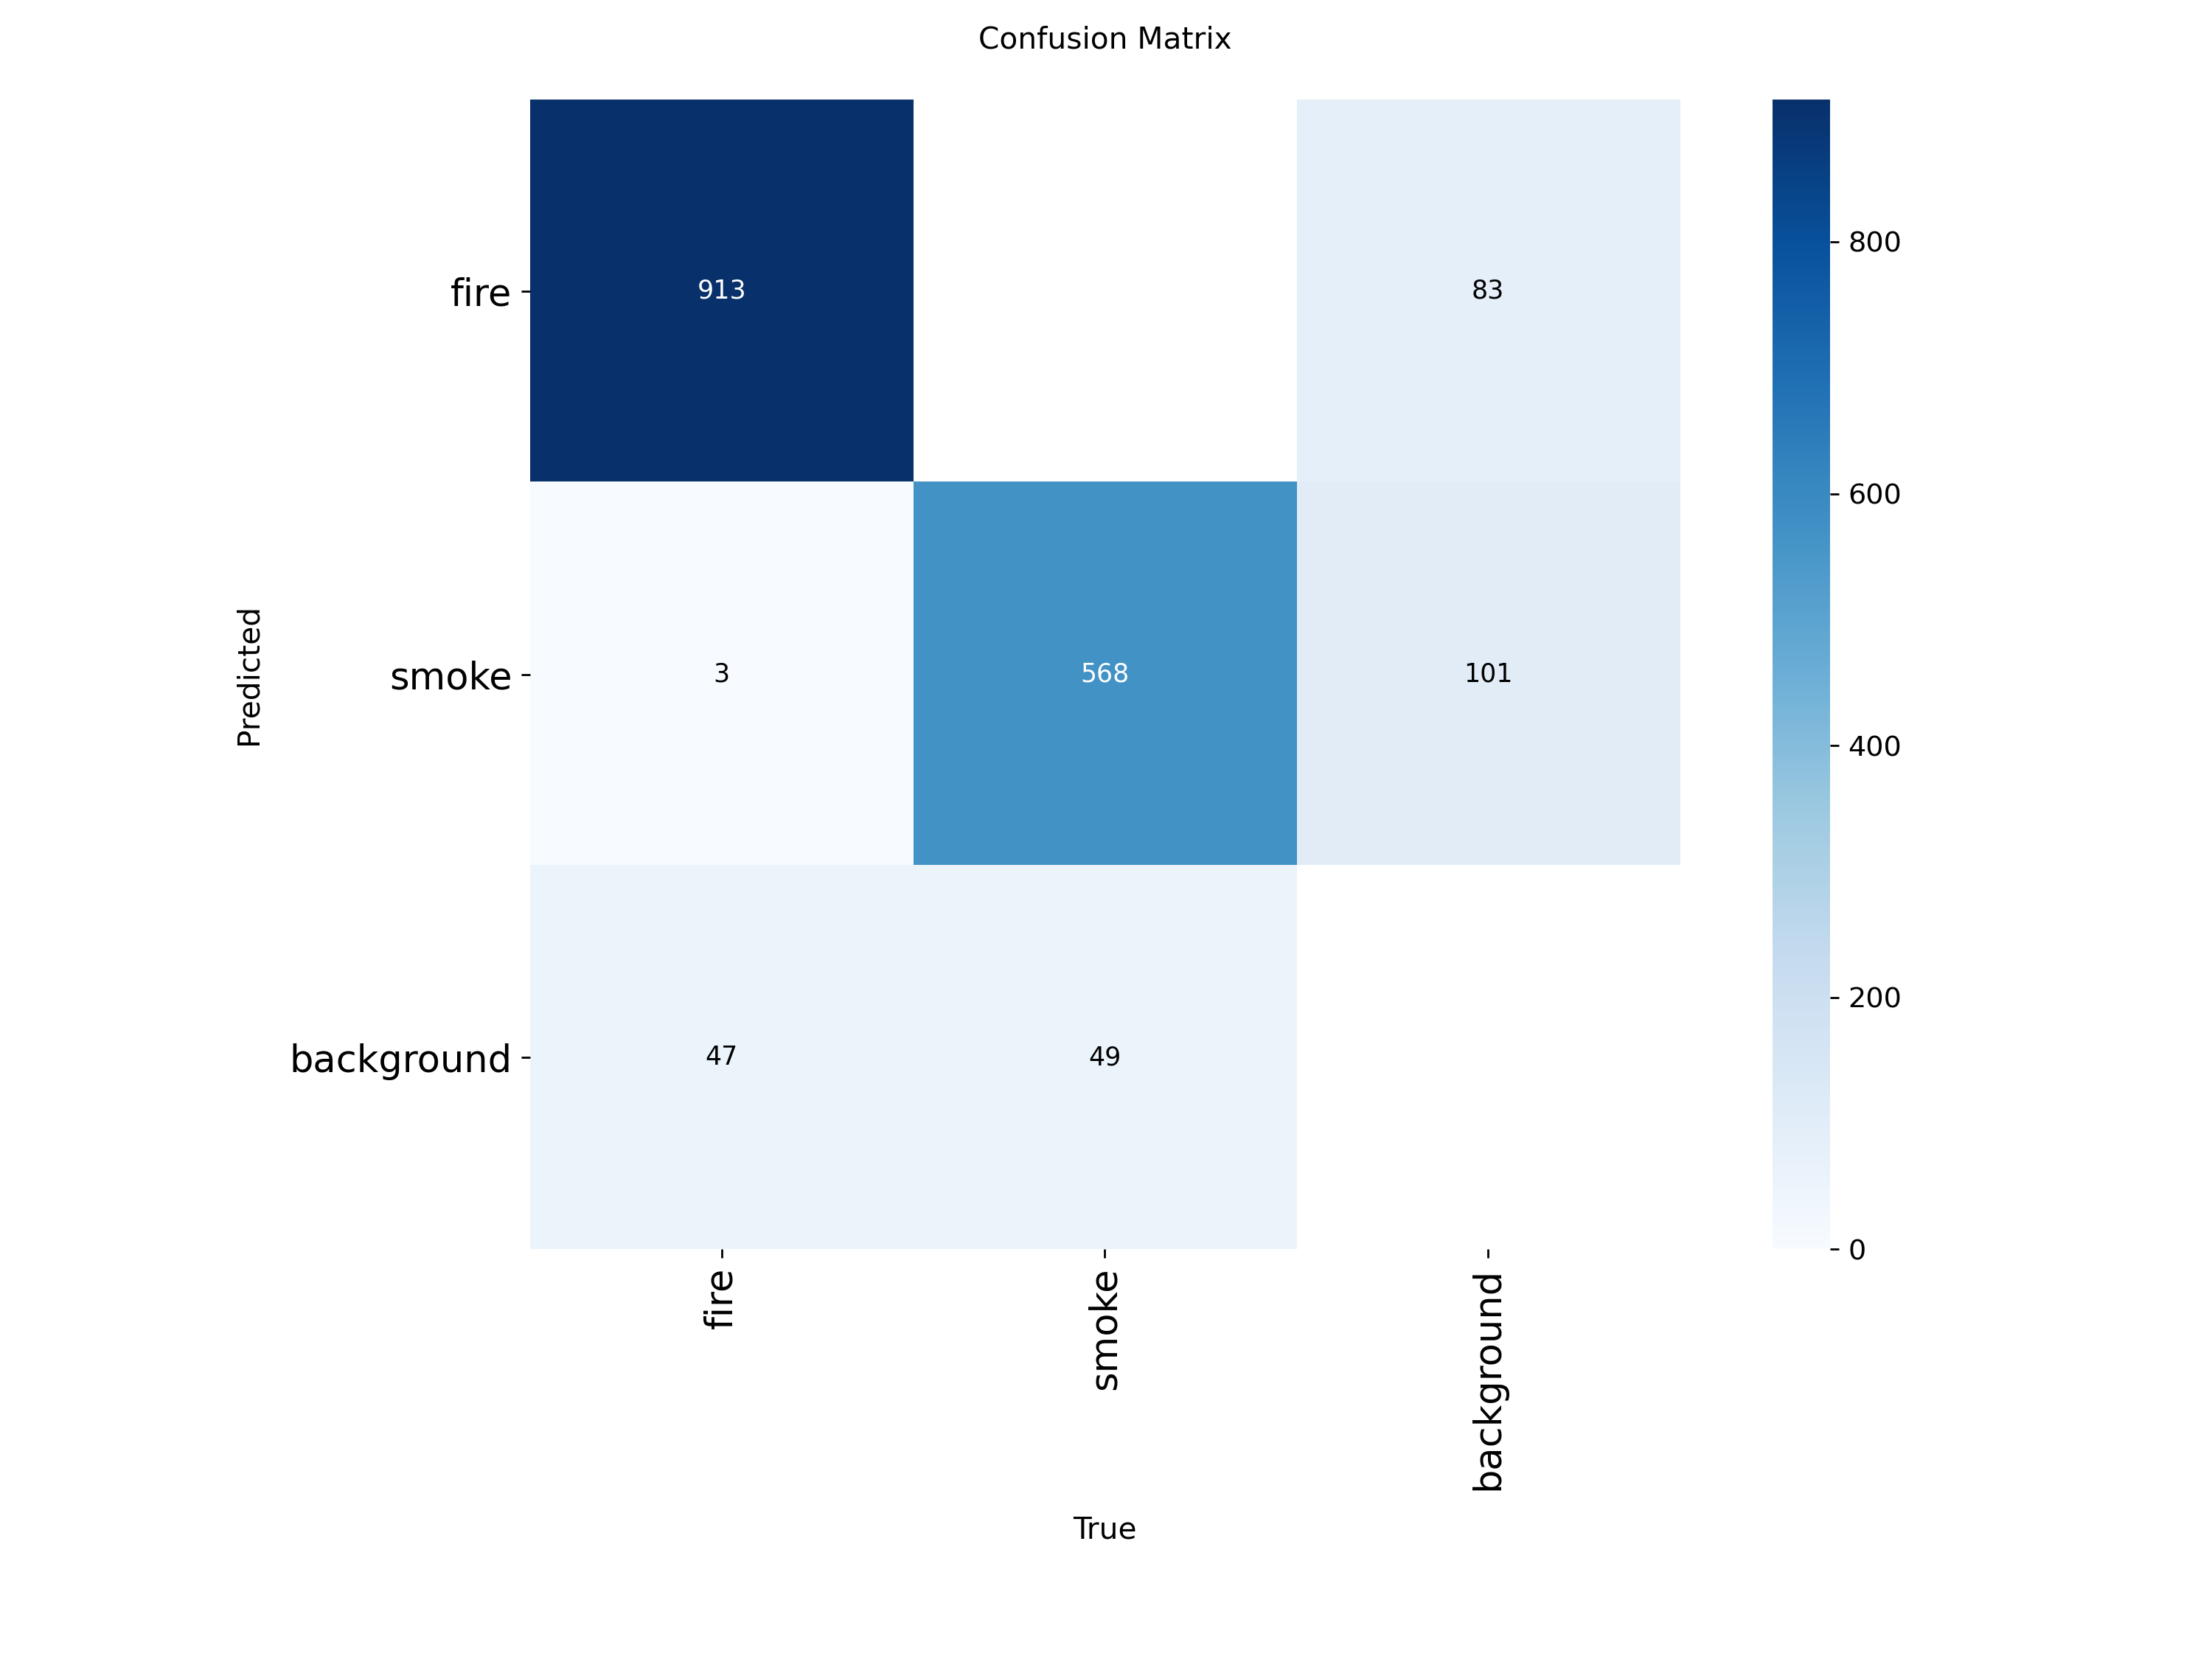 Confusion Matrix
fire
913
83
800
600
Predicted
smoke
3
568
101
400
background
47
49
200
0
fire
smoke
background
True